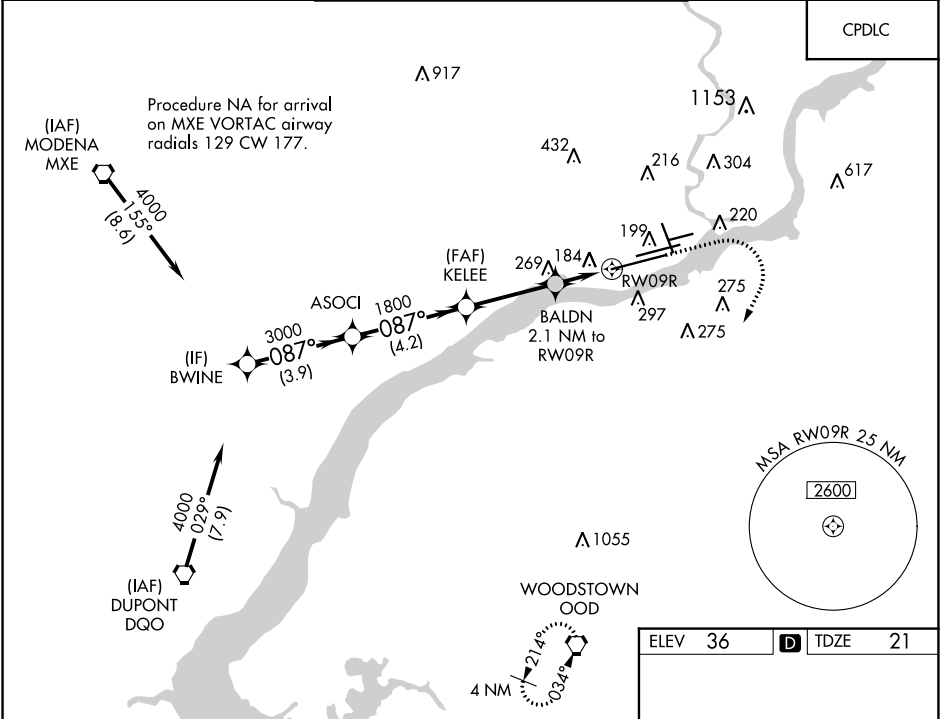 CPDLC
917
1153
Procedure NA for arrival
on MXE VORTAC airway
radials 129 CW 177.
(IAF)
MODENA
MXE
432
216
304
617
4000
155°
(8.6)
199
220
(FAF)
KELEE
269
184
RW09R
ASOCI
1800
087°
(4.2)
BALDN
2.1 NM to
RW09R
297
275
275
3000
087°
(3.9)
(IF)
BWINE
MSA RW09R 25 NM
2600
4000
029°
(7.9)
1055
(IAF)
DUPONT
DQO
WOODSTOWN
OOD
214°
034°
4 NM
ELEV 36 D TDZE 21